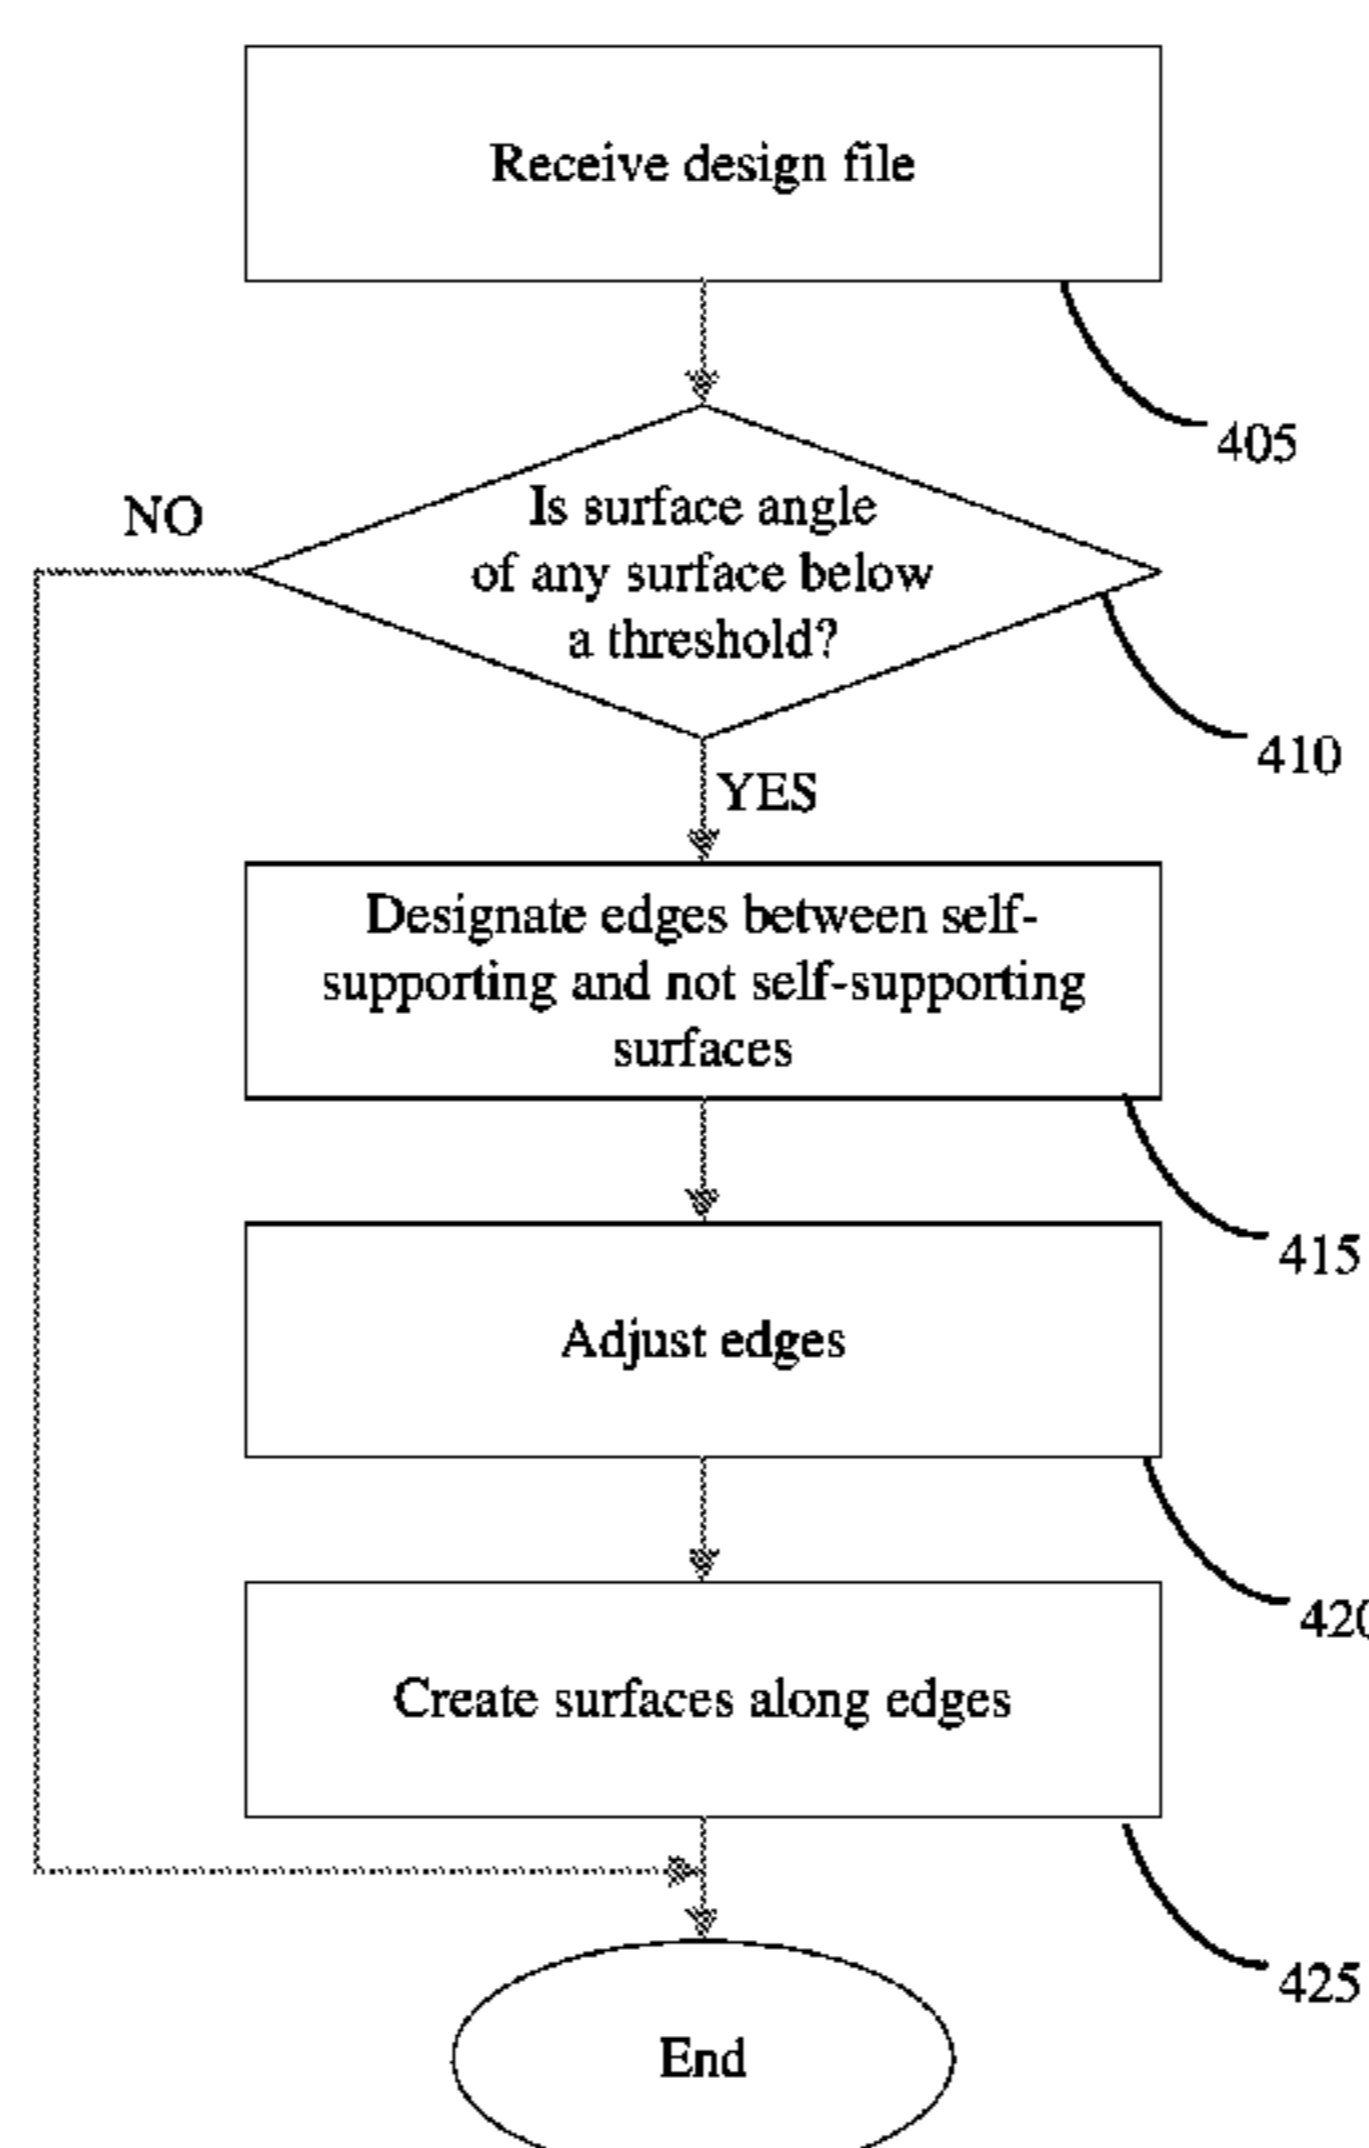 Receive design file
405
NO
Is surface angle
of any surface below
a threshold?
410
YES
Designate edges between self-
supporting and not self-supporting
surfaces
415
Adjust edges
420
Create surfaces along edges
425
End